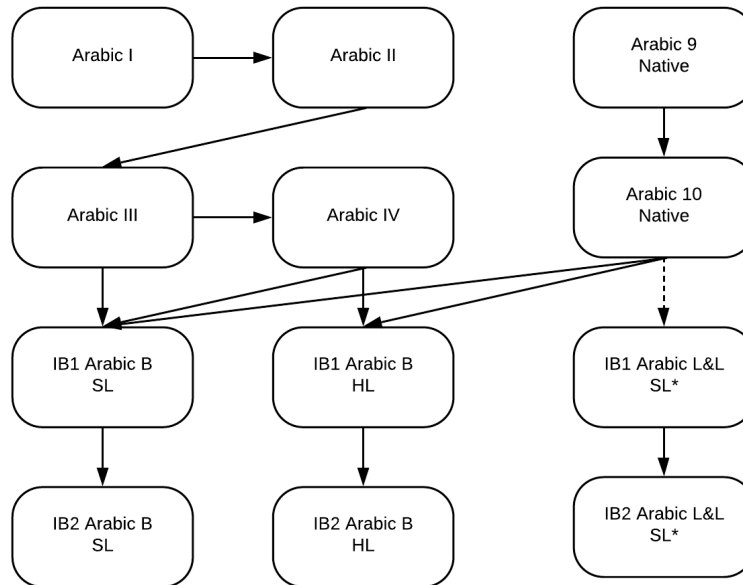 Arabic I
Arabic II
Arabic 9
Native
Arabic III
Arabic IV
Arabic 10
Native
IB1 Arabic B
SL
IB1 Arabic B
HL
IB1 Arabic L&L
SL*
IB2 Arabic B
SL
IB2 Arabic B
HL
IB2 Arabic L&L
SL*